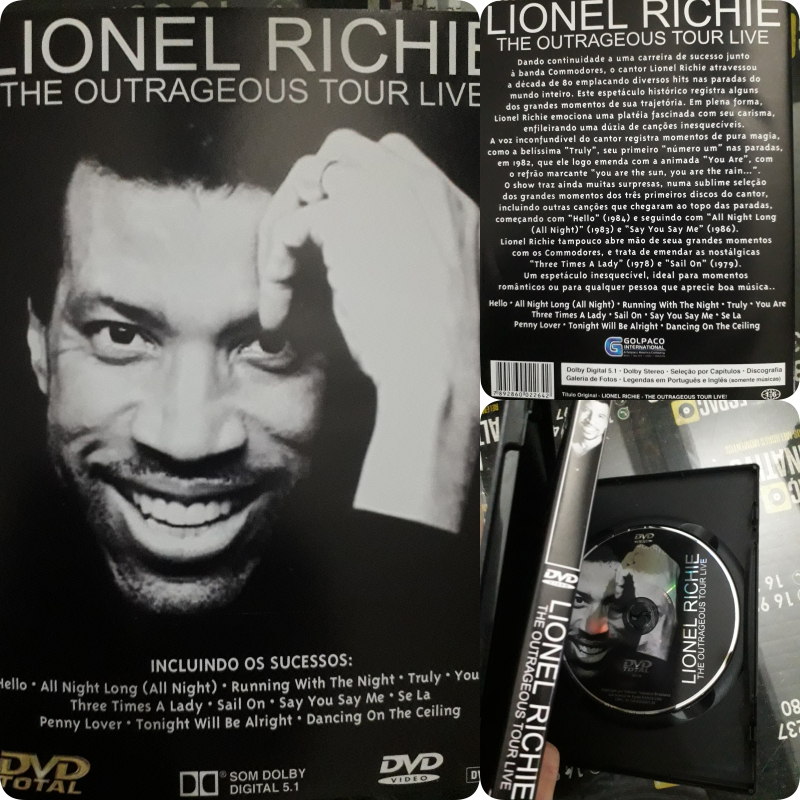 LIONEL RICHIE
THE OUTRAGEOUS TOUR LIVE
INCLUINDO OS SUCESSOS:
Hello • All Night Long (All Night) • Running With The Night • Truly • You
Three Times A Lady • Sail On • Say You Say Me • Se La
Penny Lover • Tonight Will Be Alright • Dancing On The Ceiling
DVD
TOTAL
SOM DOLBY
DIGITAL 5.1
DVD
VIDEO
LIONEL RICHIE
THE OUTRAGEOUS TOUR LIVE
Dando continuidade a uma carreira de sucesso junto
à banda Commodores, o cantor Lionel Richie atravessou
a década de 80 emplacando diversos hits nas paradas do
mundo inteiro. Este espetáculo histórico registra alguns
dos grandes momentos de sua trajetória. Em plena forma,
Lionel Richie emociona uma platéia fascinada com seu carisma,
enfileirando uma dúzia de canções inesquecíveis.
A voz inconfundível do cantor registra momentos de pura magia,
como a belíssima "Truly", seu primeiro "número um" nas paradas,
em 1982, que ele logo emenda com a animada "You Are", com
o refrão marcante "you are the sun, you are the rain...".
O show traz ainda muitas surpresas, numa sublime seleção
dos grandes momentos dos três primeiros discos do cantor,
incluindo outras canções que chegaram ao topo das paradas,
começando com "Hello" (1984) e seguindo com "All Night Long
(All Night)" (1983) e "Say You Say Me" (1986).
Lionel Richie tampouco abre mão de seua grandes momentos
com os Commodores, e trata de emendar as nostálgicas
"Three Times A Lady" (1978) e "Sail On" (1979).
Um espetáculo inesquecível, ideal para momentos
românticos ou para qualquer pessoa que aprecie boa música..
Hello • All Night Long (All Night) • Running With The Night • Truly • You Are
Three Times A Lady • Sail On • Say You Say Me • Se La
Penny Lover • Tonight Will Be Alright • Dancing On The Ceiling
GOLPACO
INTERNATIONAL
Dolby Digital 5.1 - Dolby Stereo - Seleção por Capítulos - Discografia
Galeria de Fotos - Legendas em Português e Inglês (somente músicas)
7 892860 022642
Título Original - LIONEL RICHIE - THE OUTRAGEOUS TOUR LIVE!
DVD
LIONEL RICHIE
THE OUTRAGEOUS TOUR LIVE
DVD
LIONEL RICHIE
THE OUTRAGEOUS TOUR LIVE
DVD
TOTAL